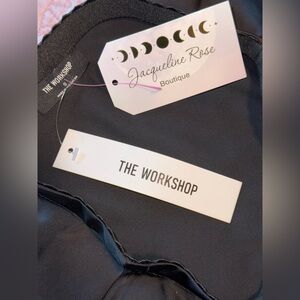 Jacqueline Rose
Boutique
THE WORKSHOP
THE WORKSHOP